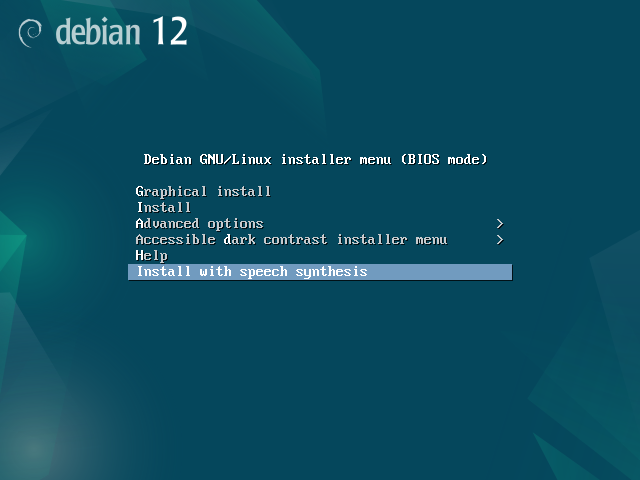 debian 12
Debian GNU/Linux installer menu (BIOS mode)
Graphical install
Install
Advanced options >
Accessible dark contrast installer menu >
Help
Install with speech synthesis